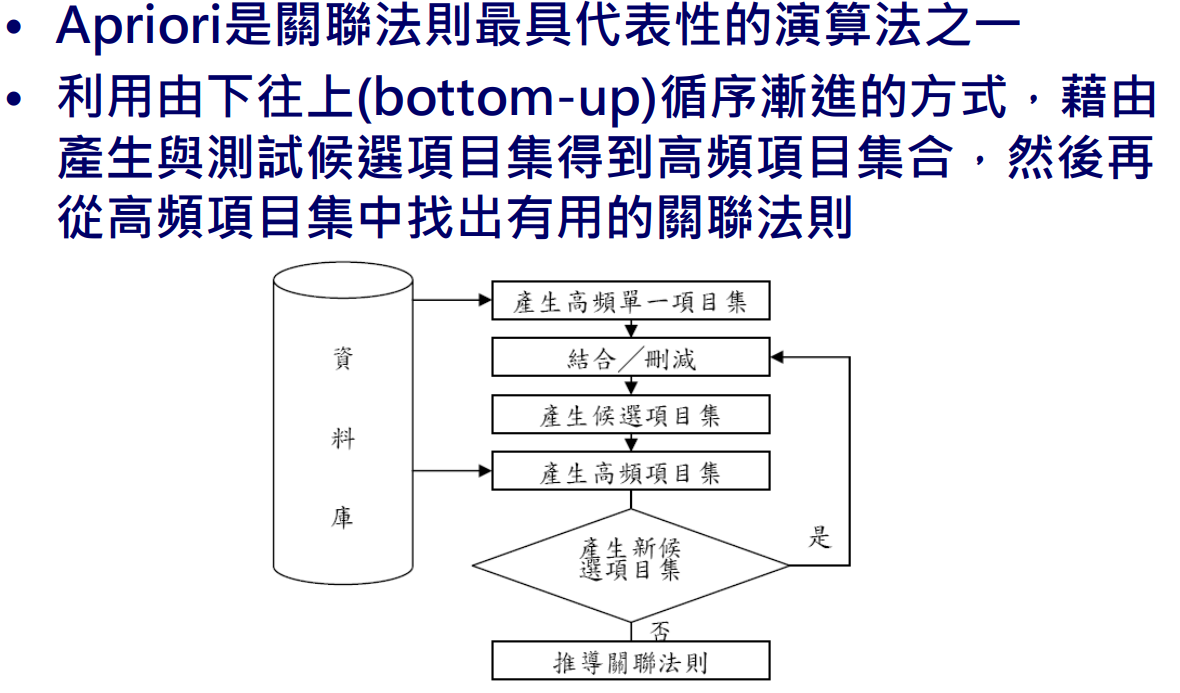 • Apriori是關聯法則最具代表性的演算法之一
• 利用由下往上(bottom-up)循序漸進的方式，藉由
產生與測試候選項目集得到高頻項目集合，然後再
從高頻項目集中找出有用的關聯法則
產生高頻單一項目集
結合／刪減
產生候選項目集
產生高頻項目集
資
料
庫
產生新候
選項目集
是
否
推導關聯法則